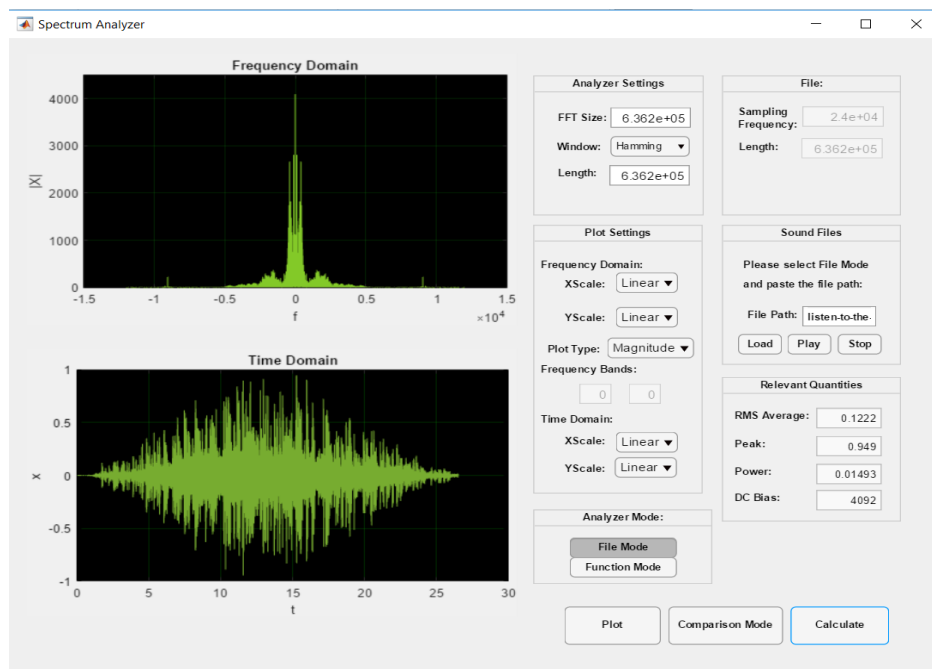 Spectrum Analyzer
Frequency Domain
|X|
4000
3000
2000
1000
0
-1.5 -1 -0.5 0 0.5 1 1.5
f
×10⁴
Time Domain
x
1
0.5
0
-0.5
-1
0 5 10 15 20 25 30
t
Analyzer Settings
FFT Size: 6.362e+05
Window: Hamming
Length: 6.362e+05
File:
Sampling
Frequency: 2.4e+04
Length: 6.362e+05
Plot Settings
Frequency Domain:
XScale: Linear
YScale: Linear
Plot Type: Magnitude
Frequency Bands:
0 0
Time Domain:
XScale: Linear
YScale: Linear
Sound Files
Please select File Mode
and paste the file path:
File Path: listen-to-the-
Load Play Stop
Relevant Quantities
RMS Average: 0.1222
Peak: 0.949
Power: 0.01493
DC Bias: 4092
Analyzer Mode:
File Mode
Function Mode
Plot Comparison Mode Calculate